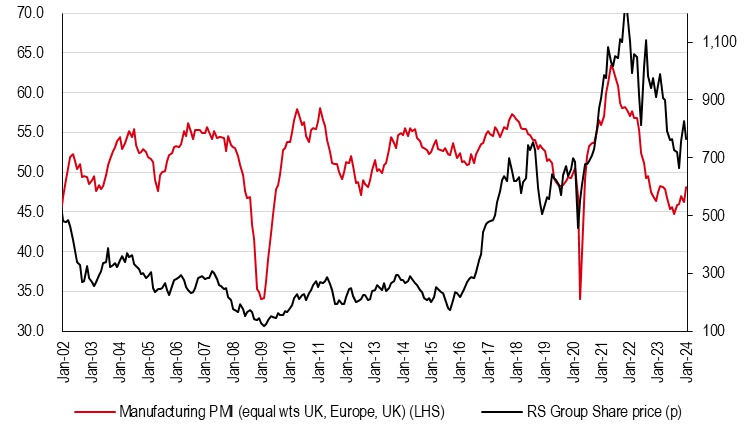 70.0
65.0
60.0
55.0
50.0
45.0
40.0
35.0
30.0
1,100
900
700
500
300
100
Jan-02
Jan-03
Jan-04
Jan-05
Jan-06
Jan-07
Jan-08
Jan-09
Jan-10
Jan-11
Jan-12
Jan-13
Jan-14
Jan-15
Jan-16
Jan-17
Jan-18
Jan-19
Jan-20
Jan-21
Jan-22
Jan-23
Jan-24
Manufacturing PMI (equal wts UK, Europe, UK) (LHS)
RS Group Share price (p)